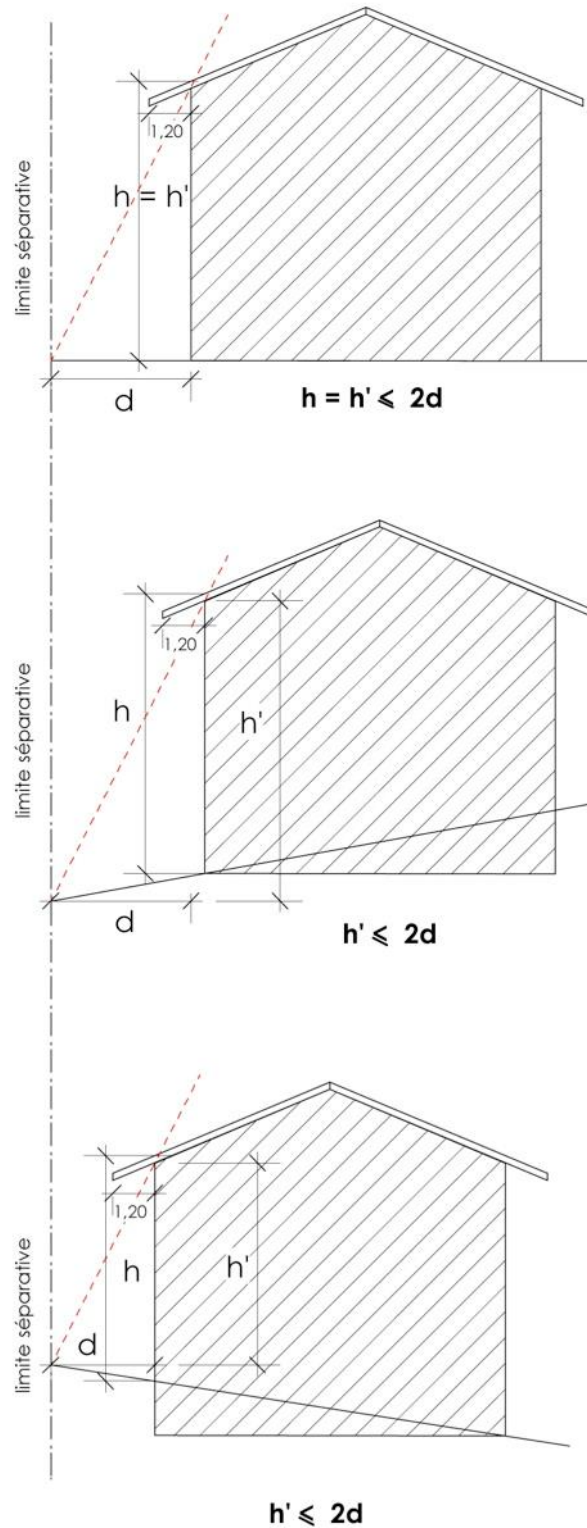 1,20
limite séparative
h = h'
d
h = h' ⩽ 2d
1,20
limite séparative
h
h'
d
h' ⩽ 2d
1,20
limite séparative
h
h'
d
h' ⩽ 2d